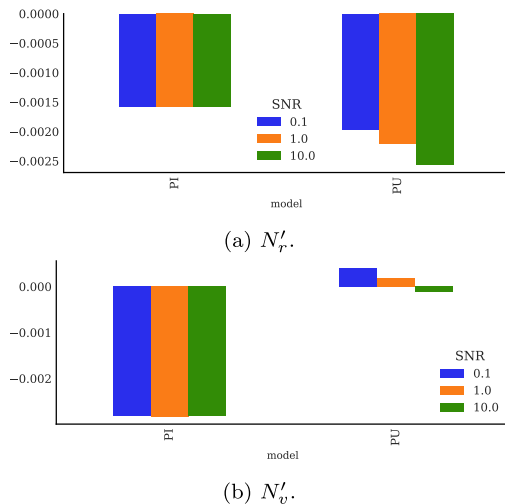 0.0000
−0.0005
−0.0010
−0.0015
−0.0020
−0.0025
SNR
0.1
1.0
10.0
PI
PU
model
(a) N′r.
0.000
−0.001
−0.002
SNR
0.1
1.0
10.0
PI
PU
model
(b) N′v.